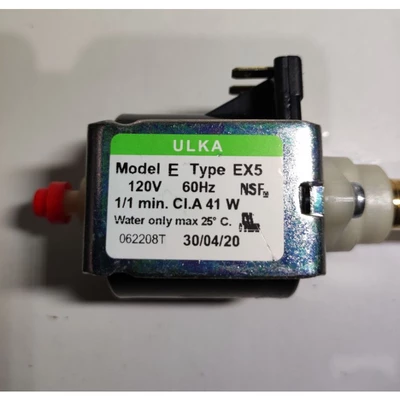 ULKA
Model E Type EX5
120V 60Hz NSF
1/1 min. Cl.A 41 W
Water only max 25° C.
062208T 30/04/20